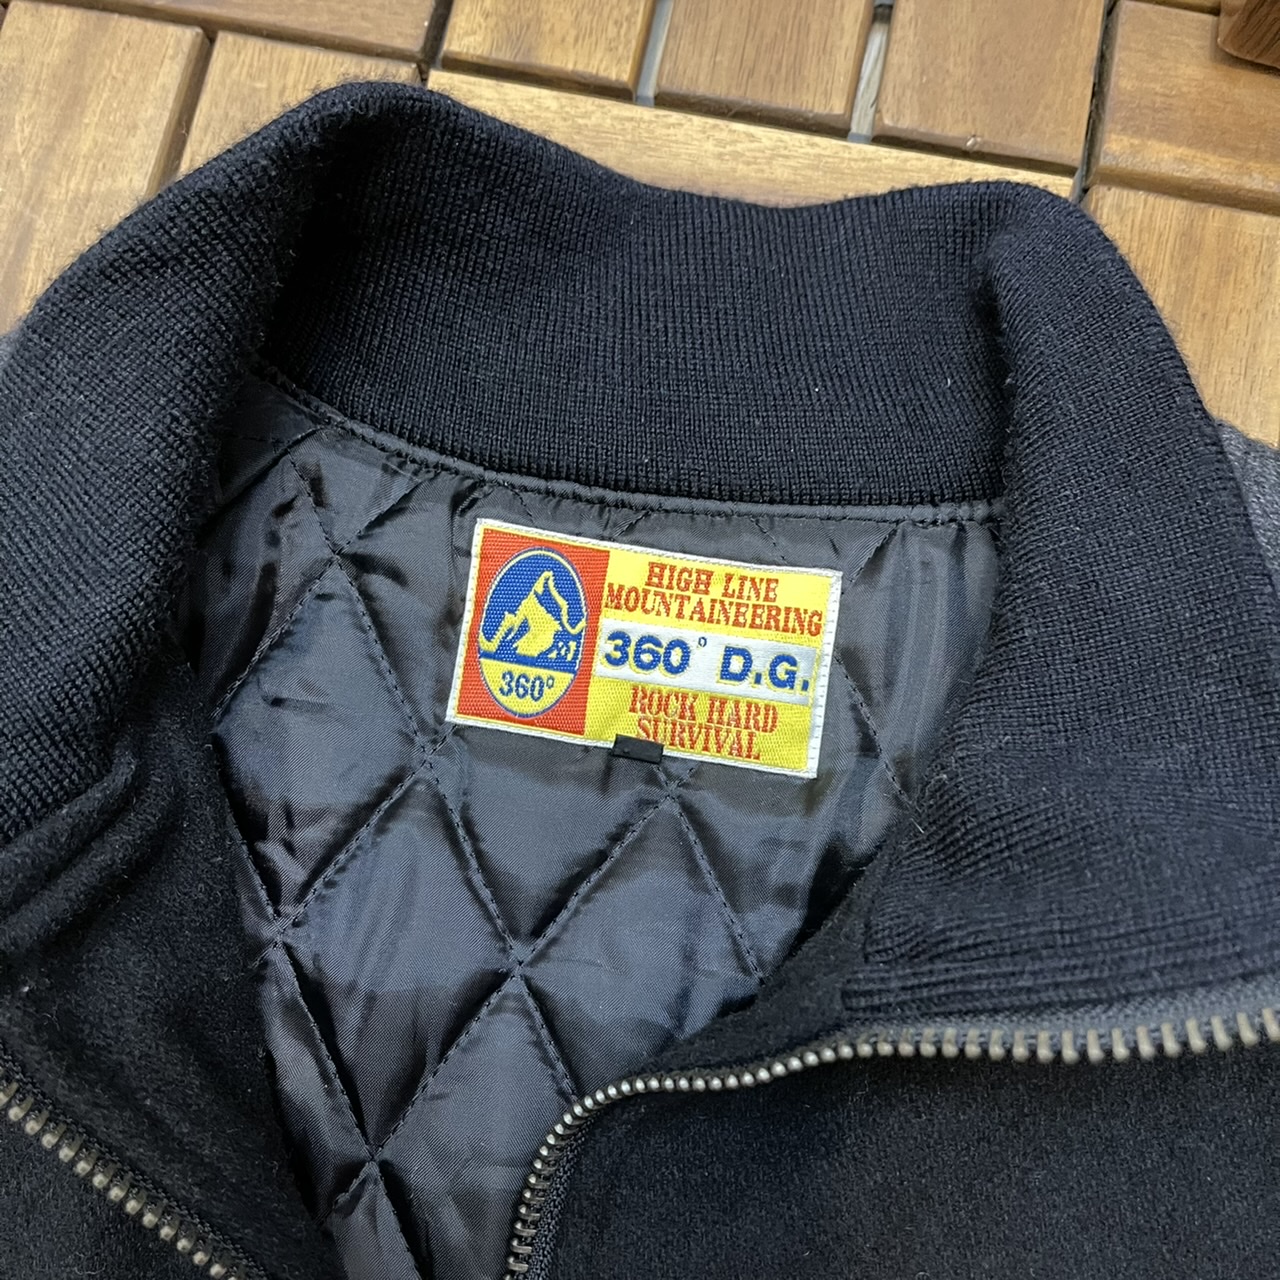 360°
HIGH LINE
MOUNTAINEERING
360° D.G.
ROCK HARD
SURVIVAL